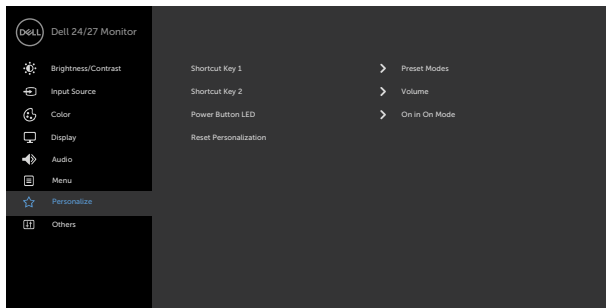 DELL Dell 24/27 Monitor
Brightness/Contrast
Input Source
Color
Display
Audio
Menu
Personalize
Others
Shortcut Key 1 Preset Modes
Shortcut Key 2 Volume
Power Button LED On in On Mode
Reset Personalization